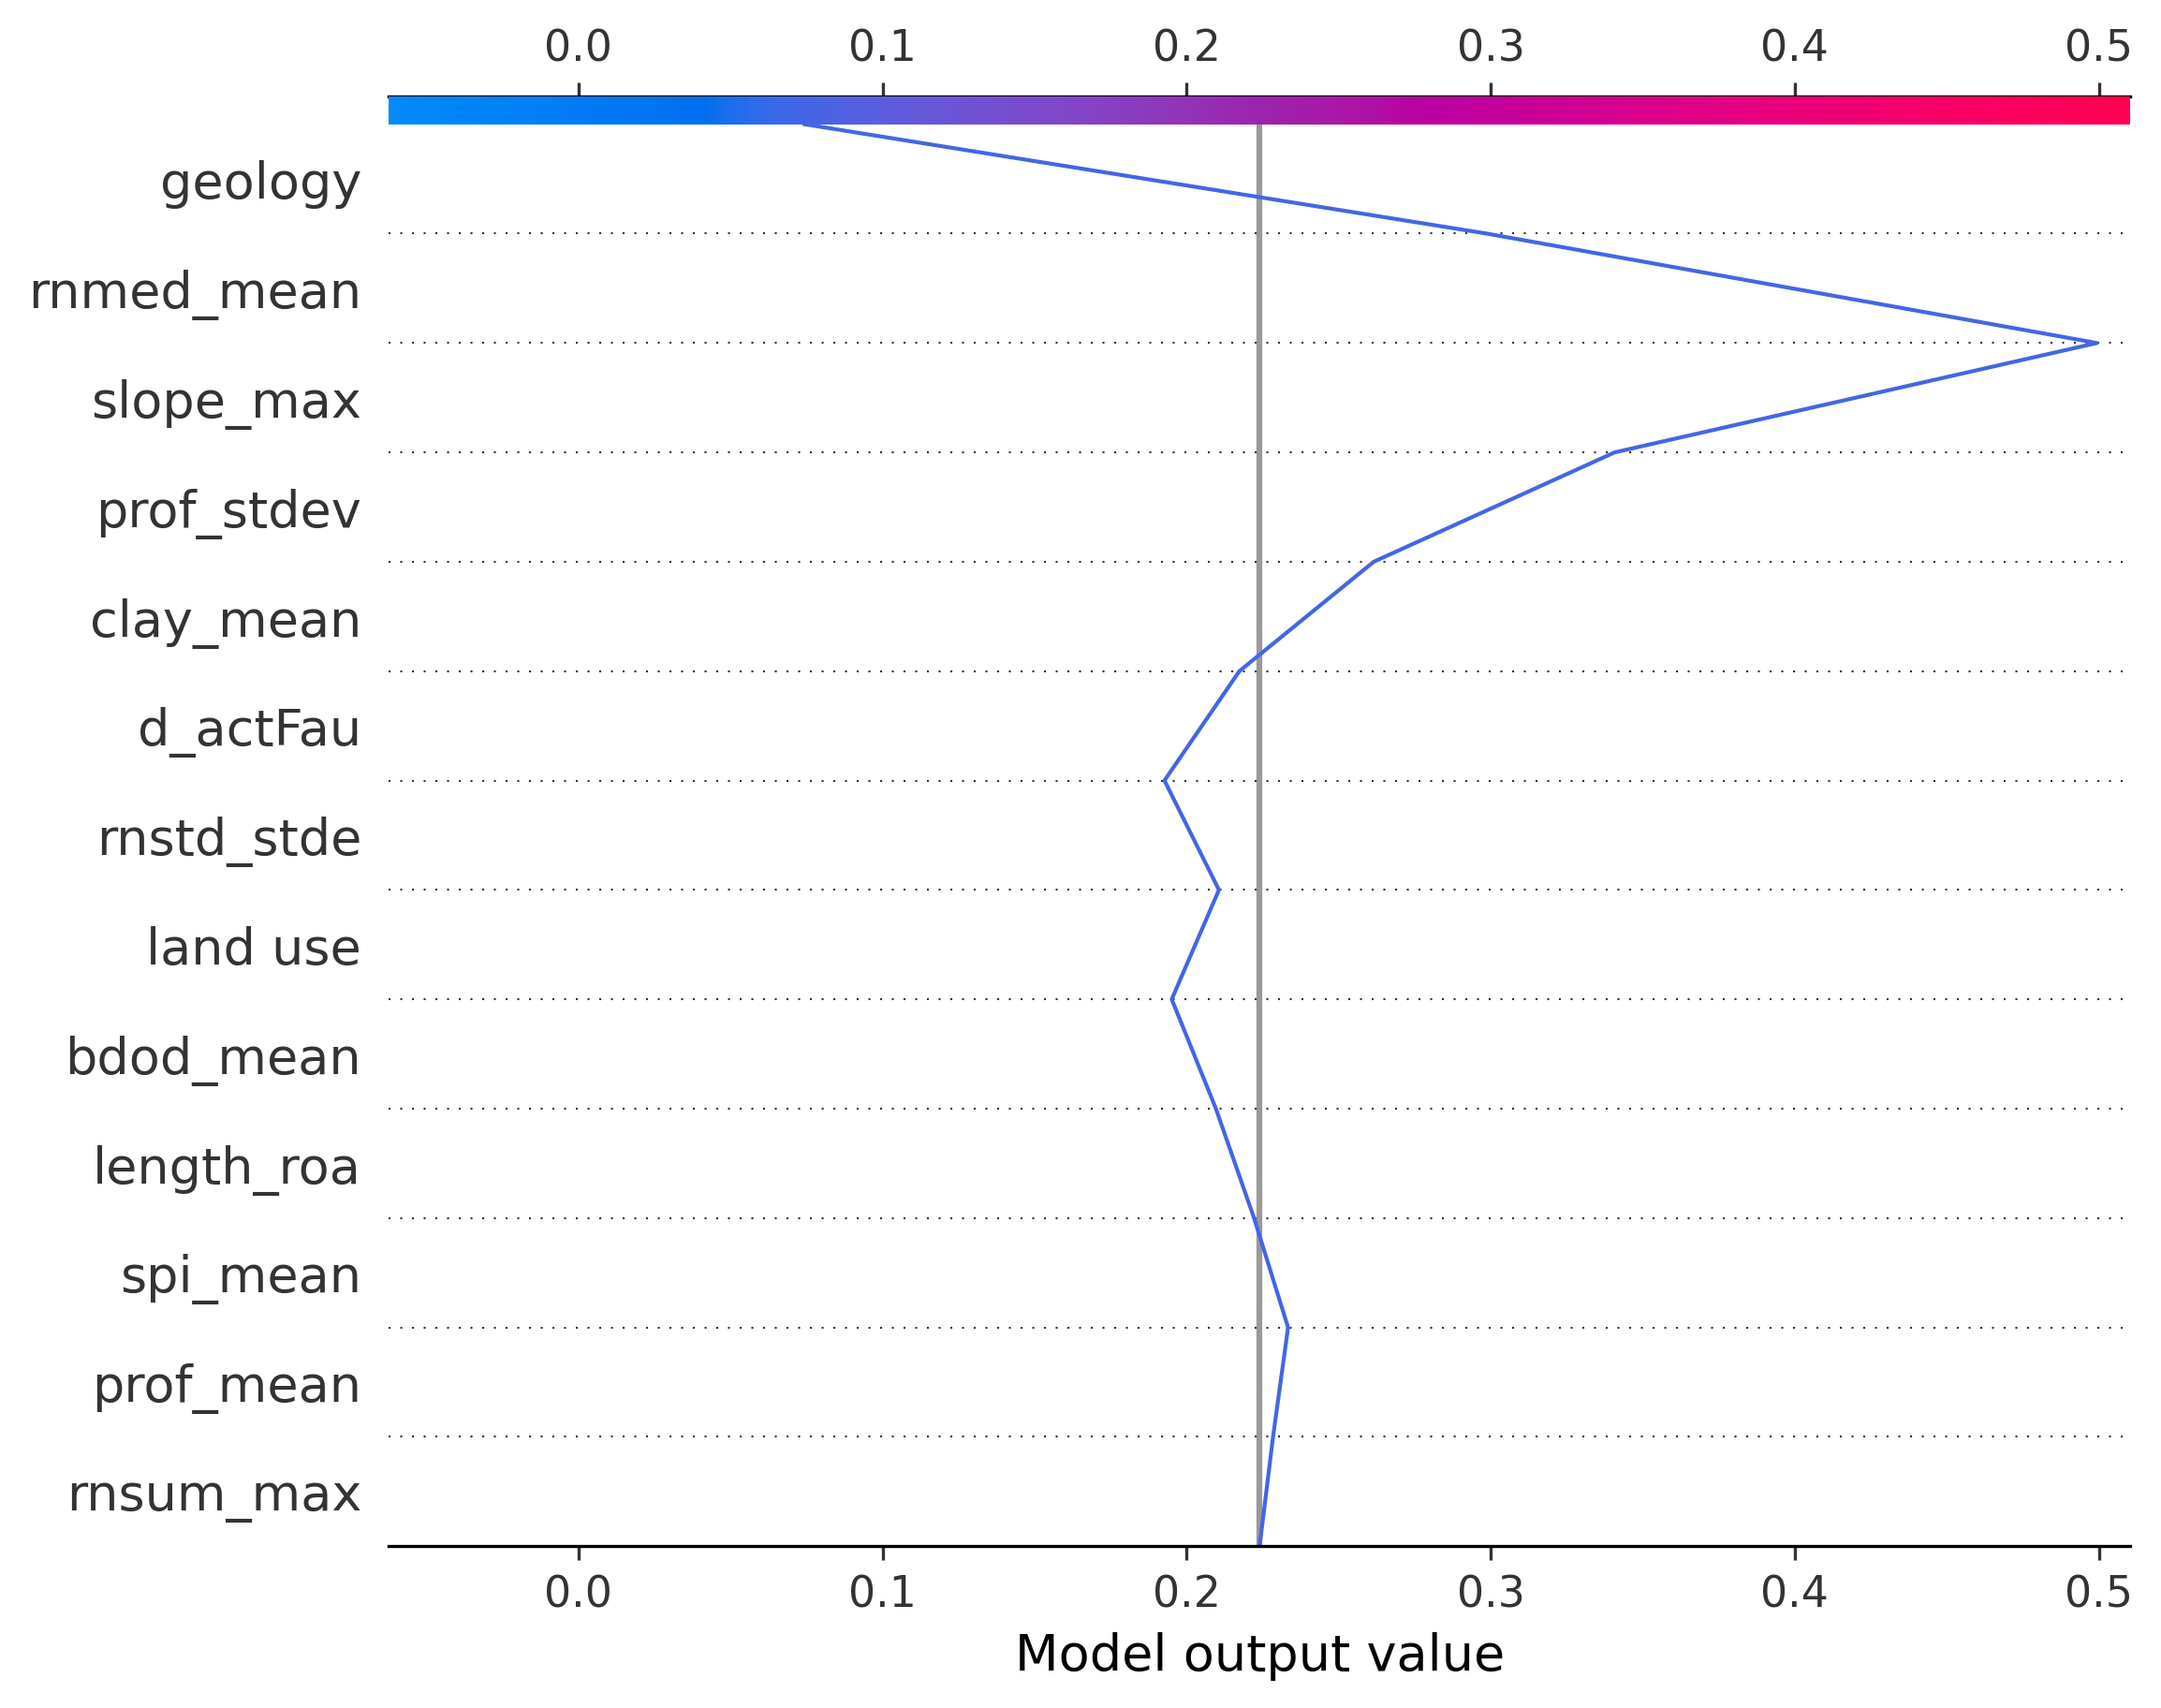 0.0 0.1 0.2 0.3 0.4 0.5
geology
rnmed_mean
slope_max
prof_stdev
clay_mean
d_actFau
rnstd_stde
land use
bdod_mean
length_roa
spi_mean
prof_mean
rnsum_max
0.0 0.1 0.2 0.3 0.4 0.5
Model output value